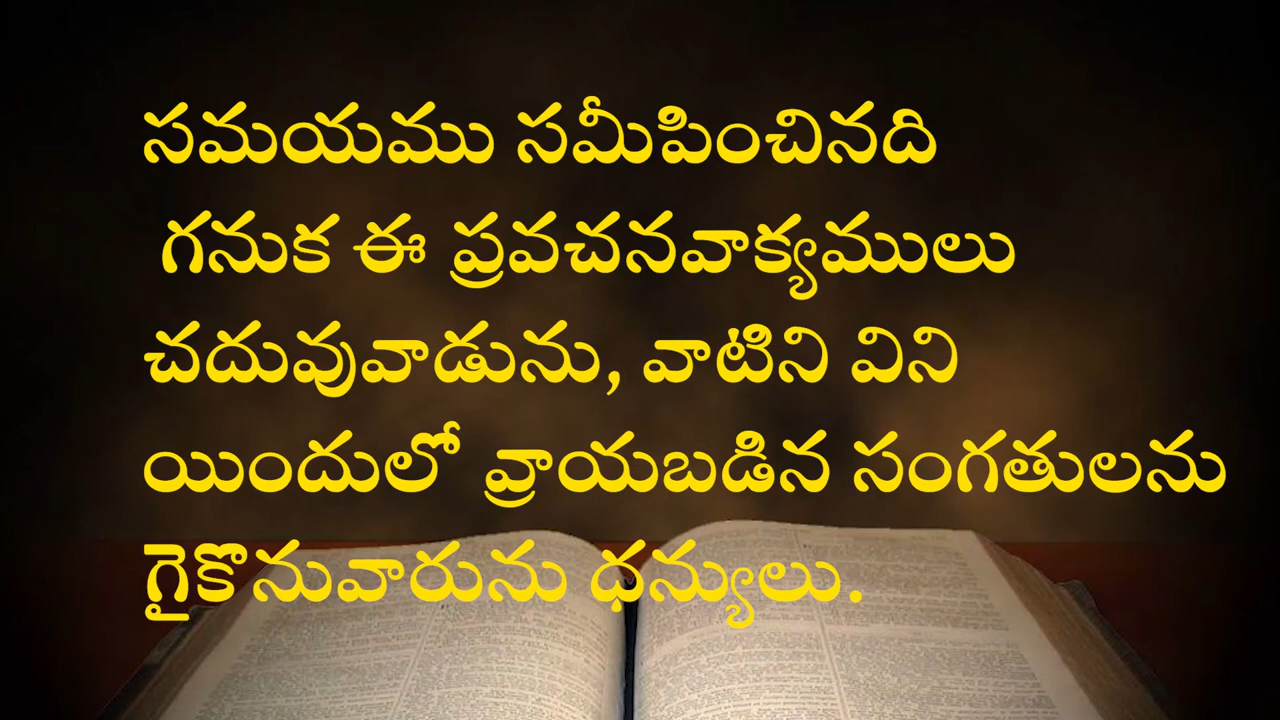 సమయము సమీపించినది
గనుక ఈ ప్రవచనవాక్యములు
చదువువాడును, వాటిని విని
యిందులో వ్రాయబడిన సంగతులను
గైకొనువారును ధన్యులు.